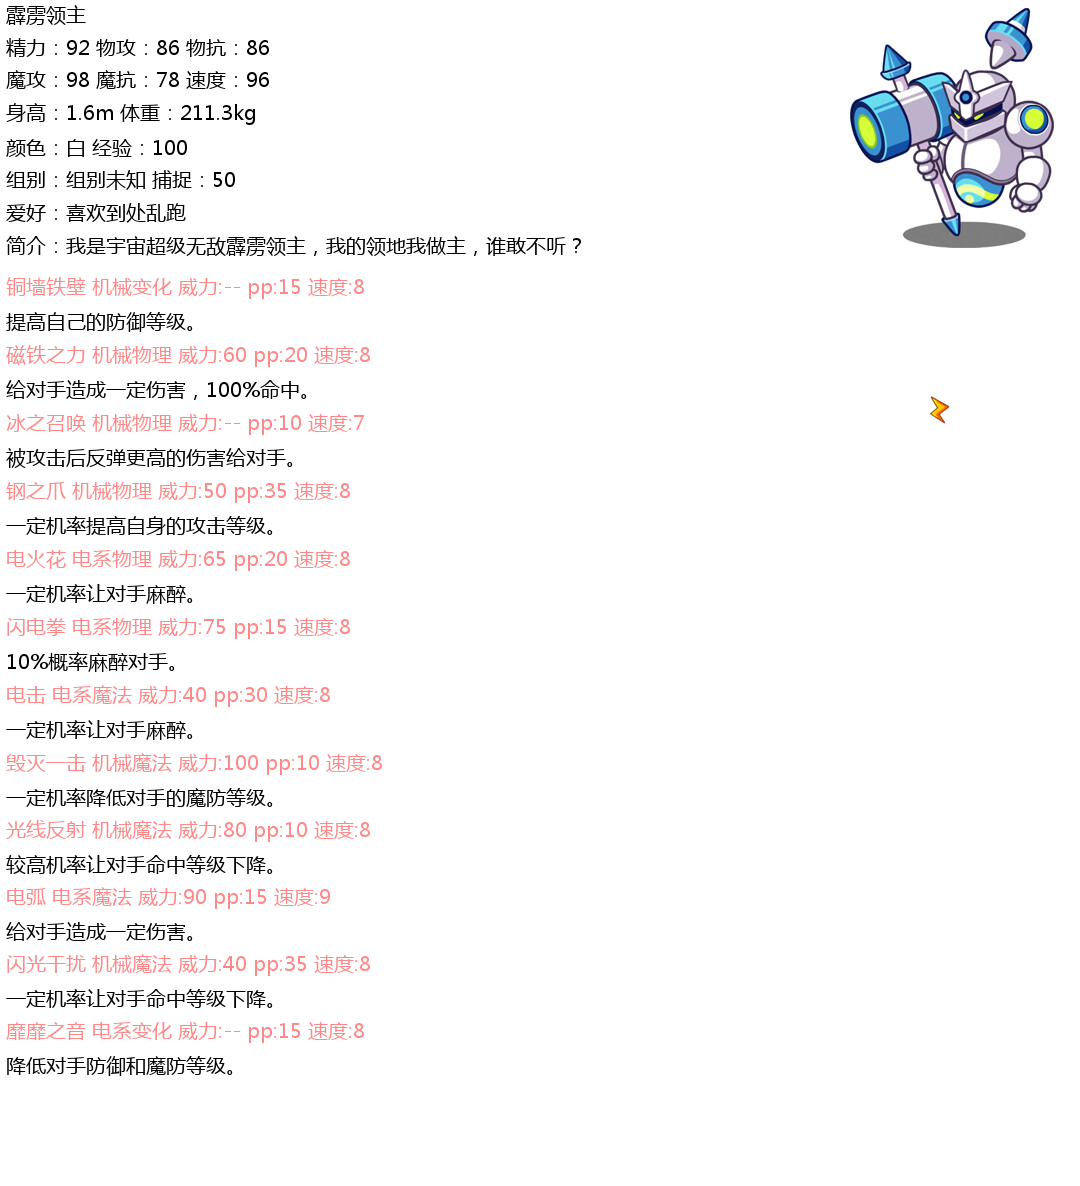 霹雳领主
精力：92 物攻：86 物抗：86
魔攻：98 魔抗：78 速度：96
身高：1.6m 体重：211.3kg
颜色：白 经验：100
组别：组别未知 捕捉：50
爱好：喜欢到处乱跑
简介：我是宇宙超级无敌霹雳领主，我的领地我做主，谁敢不听？
铜墙铁壁 机械变化 威力:-- pp:15 速度:8
提高自己的防御等级。
磁铁之力 机械物理 威力:60 pp:20 速度:8
给对手造成一定伤害，100%命中。
冰之召唤 机械物理 威力:-- pp:10 速度:7
被攻击后反弹更高的伤害给对手。
钢之爪 机械物理 威力:50 pp:35 速度:8
一定机率提高自身的攻击等级。
电火花 电系物理 威力:65 pp:20 速度:8
一定机率让对手麻醉。
闪电拳 电系物理 威力:75 pp:15 速度:8
10%概率麻醉对手。
电击 电系魔法 威力:40 pp:30 速度:8
一定机率让对手麻醉。
毁灭一击 机械魔法 威力:100 pp:10 速度:8
一定机率降低对手的魔防等级。
光线反射 机械魔法 威力:80 pp:10 速度:8
较高机率让对手命中等级下降。
电弧 电系魔法 威力:90 pp:15 速度:9
给对手造成一定伤害。
闪光干扰 机械魔法 威力:40 pp:35 速度:8
一定机率让对手命中等级下降。
靡靡之音 电系变化 威力:-- pp:15 速度:8
降低对手防御和魔防等级。